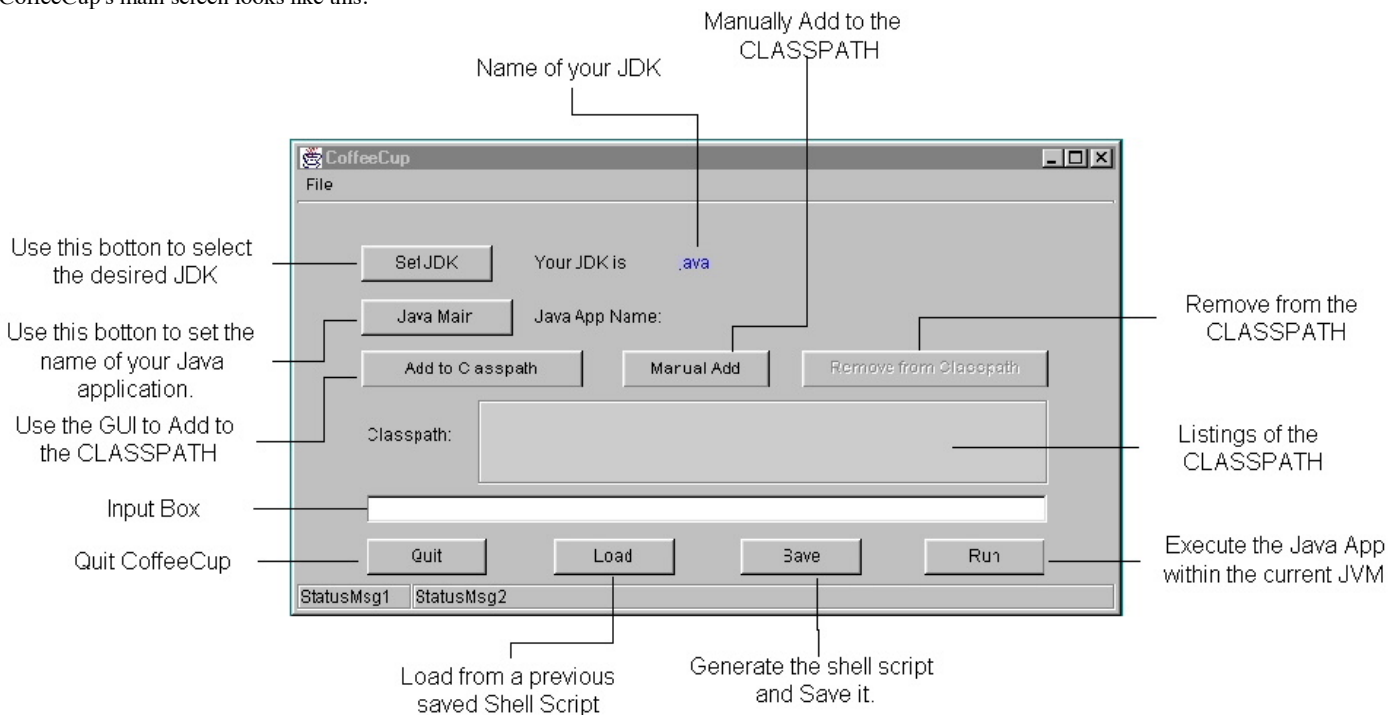 CoffeeCup's main screen looks like this:
Manually Add to the
CLASSPATH
Name of your JDK
CoffeeCup
File
Use this botton to select
the desired JDK
Set JDK
Your JDK is
java
Use this botton to set the
name of your Java
application.
Java Main
Java App Name:
Remove from the
CLASSPATH
Add to Classpath
Manual Add
Remove from Classpath
Use the GUI to Add to
the CLASSPATH
Classpath:
Listings of the
CLASSPATH
Input Box
Quit CoffeeCup
Quit
Load
Save
Run
Execute the Java App
within the current JVM
StatusMsg1
StatusMsg2
Load from a previous
saved Shell Script
Generate the shell script
and Save it.